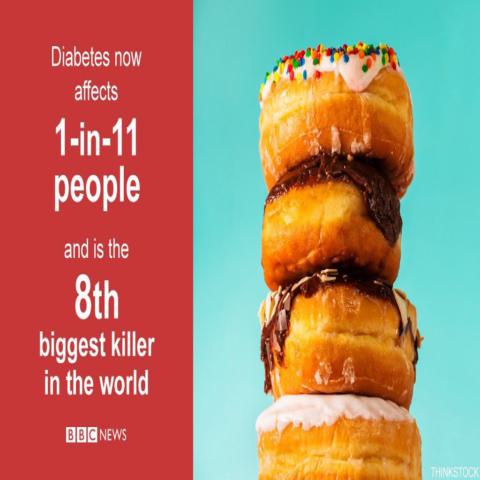 Diabetes now
affects
1-in-11
people
and is the
8th
biggest killer
in the world
BBC NEWS
THINKSTOCK